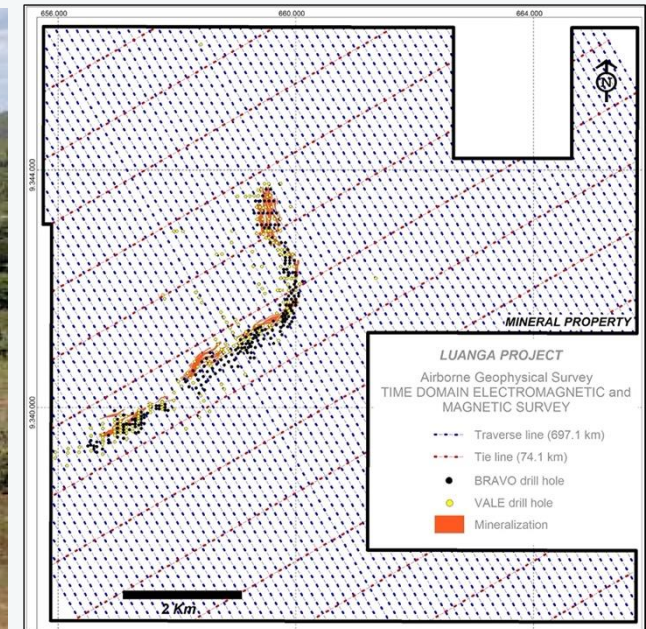 656.000
660.000
664.000
N
9.344.000
9.340.000
MINERAL PROPERTY
LUANGA PROJECT
Airborne Geophysical Survey
TIME DOMAIN ELECTROMAGNETIC and
MAGNETIC SURVEY
Traverse line (697.1 km)
Tie line (74.1 km)
BRAVO drill hole
VALE drill hole
Mineralization
2 Km